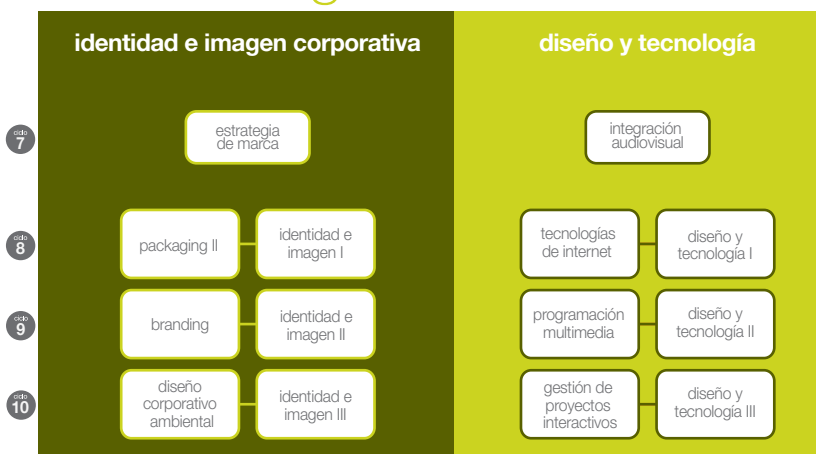 identidad e imagen corporativa
diseño y tecnología
ciclo
7
estrategia
de marca
integración
audiovisual
ciclo
8
packaging II
identidad e
imagen I
tecnologías
de internet
diseño y
tecnología I
ciclo
9
branding
identidad e
imagen II
programación
multimedia
diseño y
tecnología II
ciclo
10
diseño
corporativo
ambiental
identidad e
imagen III
gestión de
proyectos
interactivos
diseño y
tecnología III